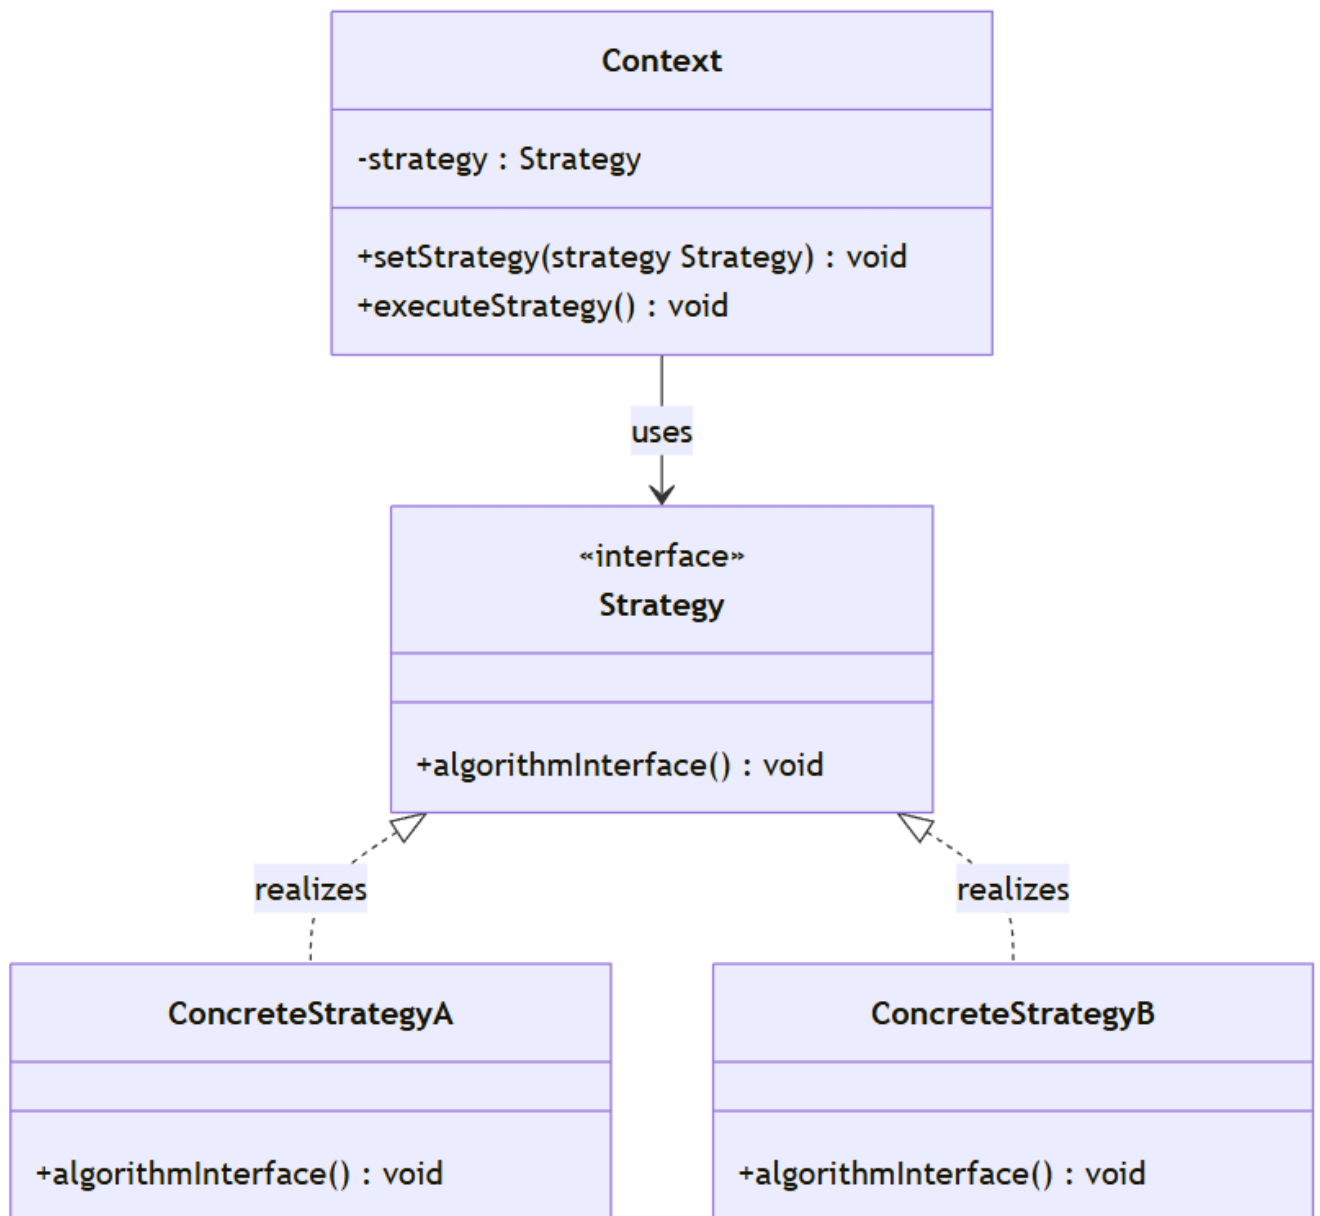 Context
-strategy : Strategy
+setStrategy(strategy Strategy) : void
+executeStrategy() : void
uses
«interface»
Strategy
+algorithmInterface() : void
realizes
realizes
ConcreteStrategyA
+algorithmInterface() : void
ConcreteStrategyB
+algorithmInterface() : void